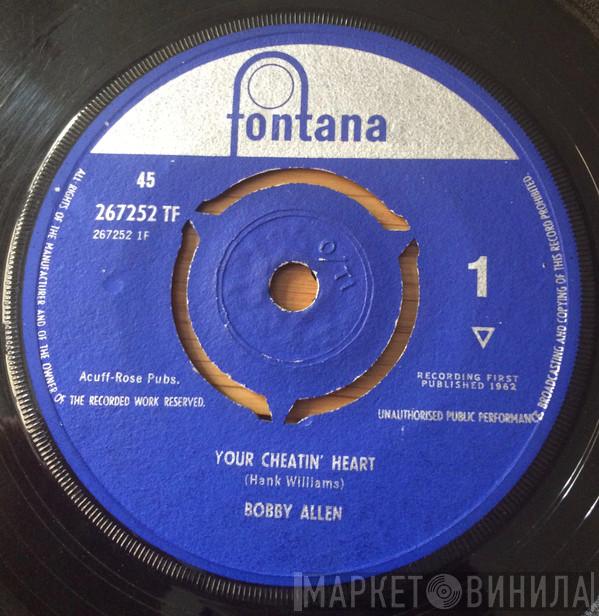 fontana
45
267252 TF
267252 1F
1
Acuff-Rose Pubs.
RECORDING FIRST
PUBLISHED 1962
ALL RIGHTS OF THE MANUFACTURER AND OF THE OWNER OF THE RECORDED WORK RESERVED.
UNAUTHORISED PUBLIC PERFORMANCE BROADCASTING AND COPYING OF THIS RECORD PROHIBITED.
YOUR CHEATIN' HEART
(Hank Williams)
BOBBY ALLEN
МАРКЕТ ВИНИЛА